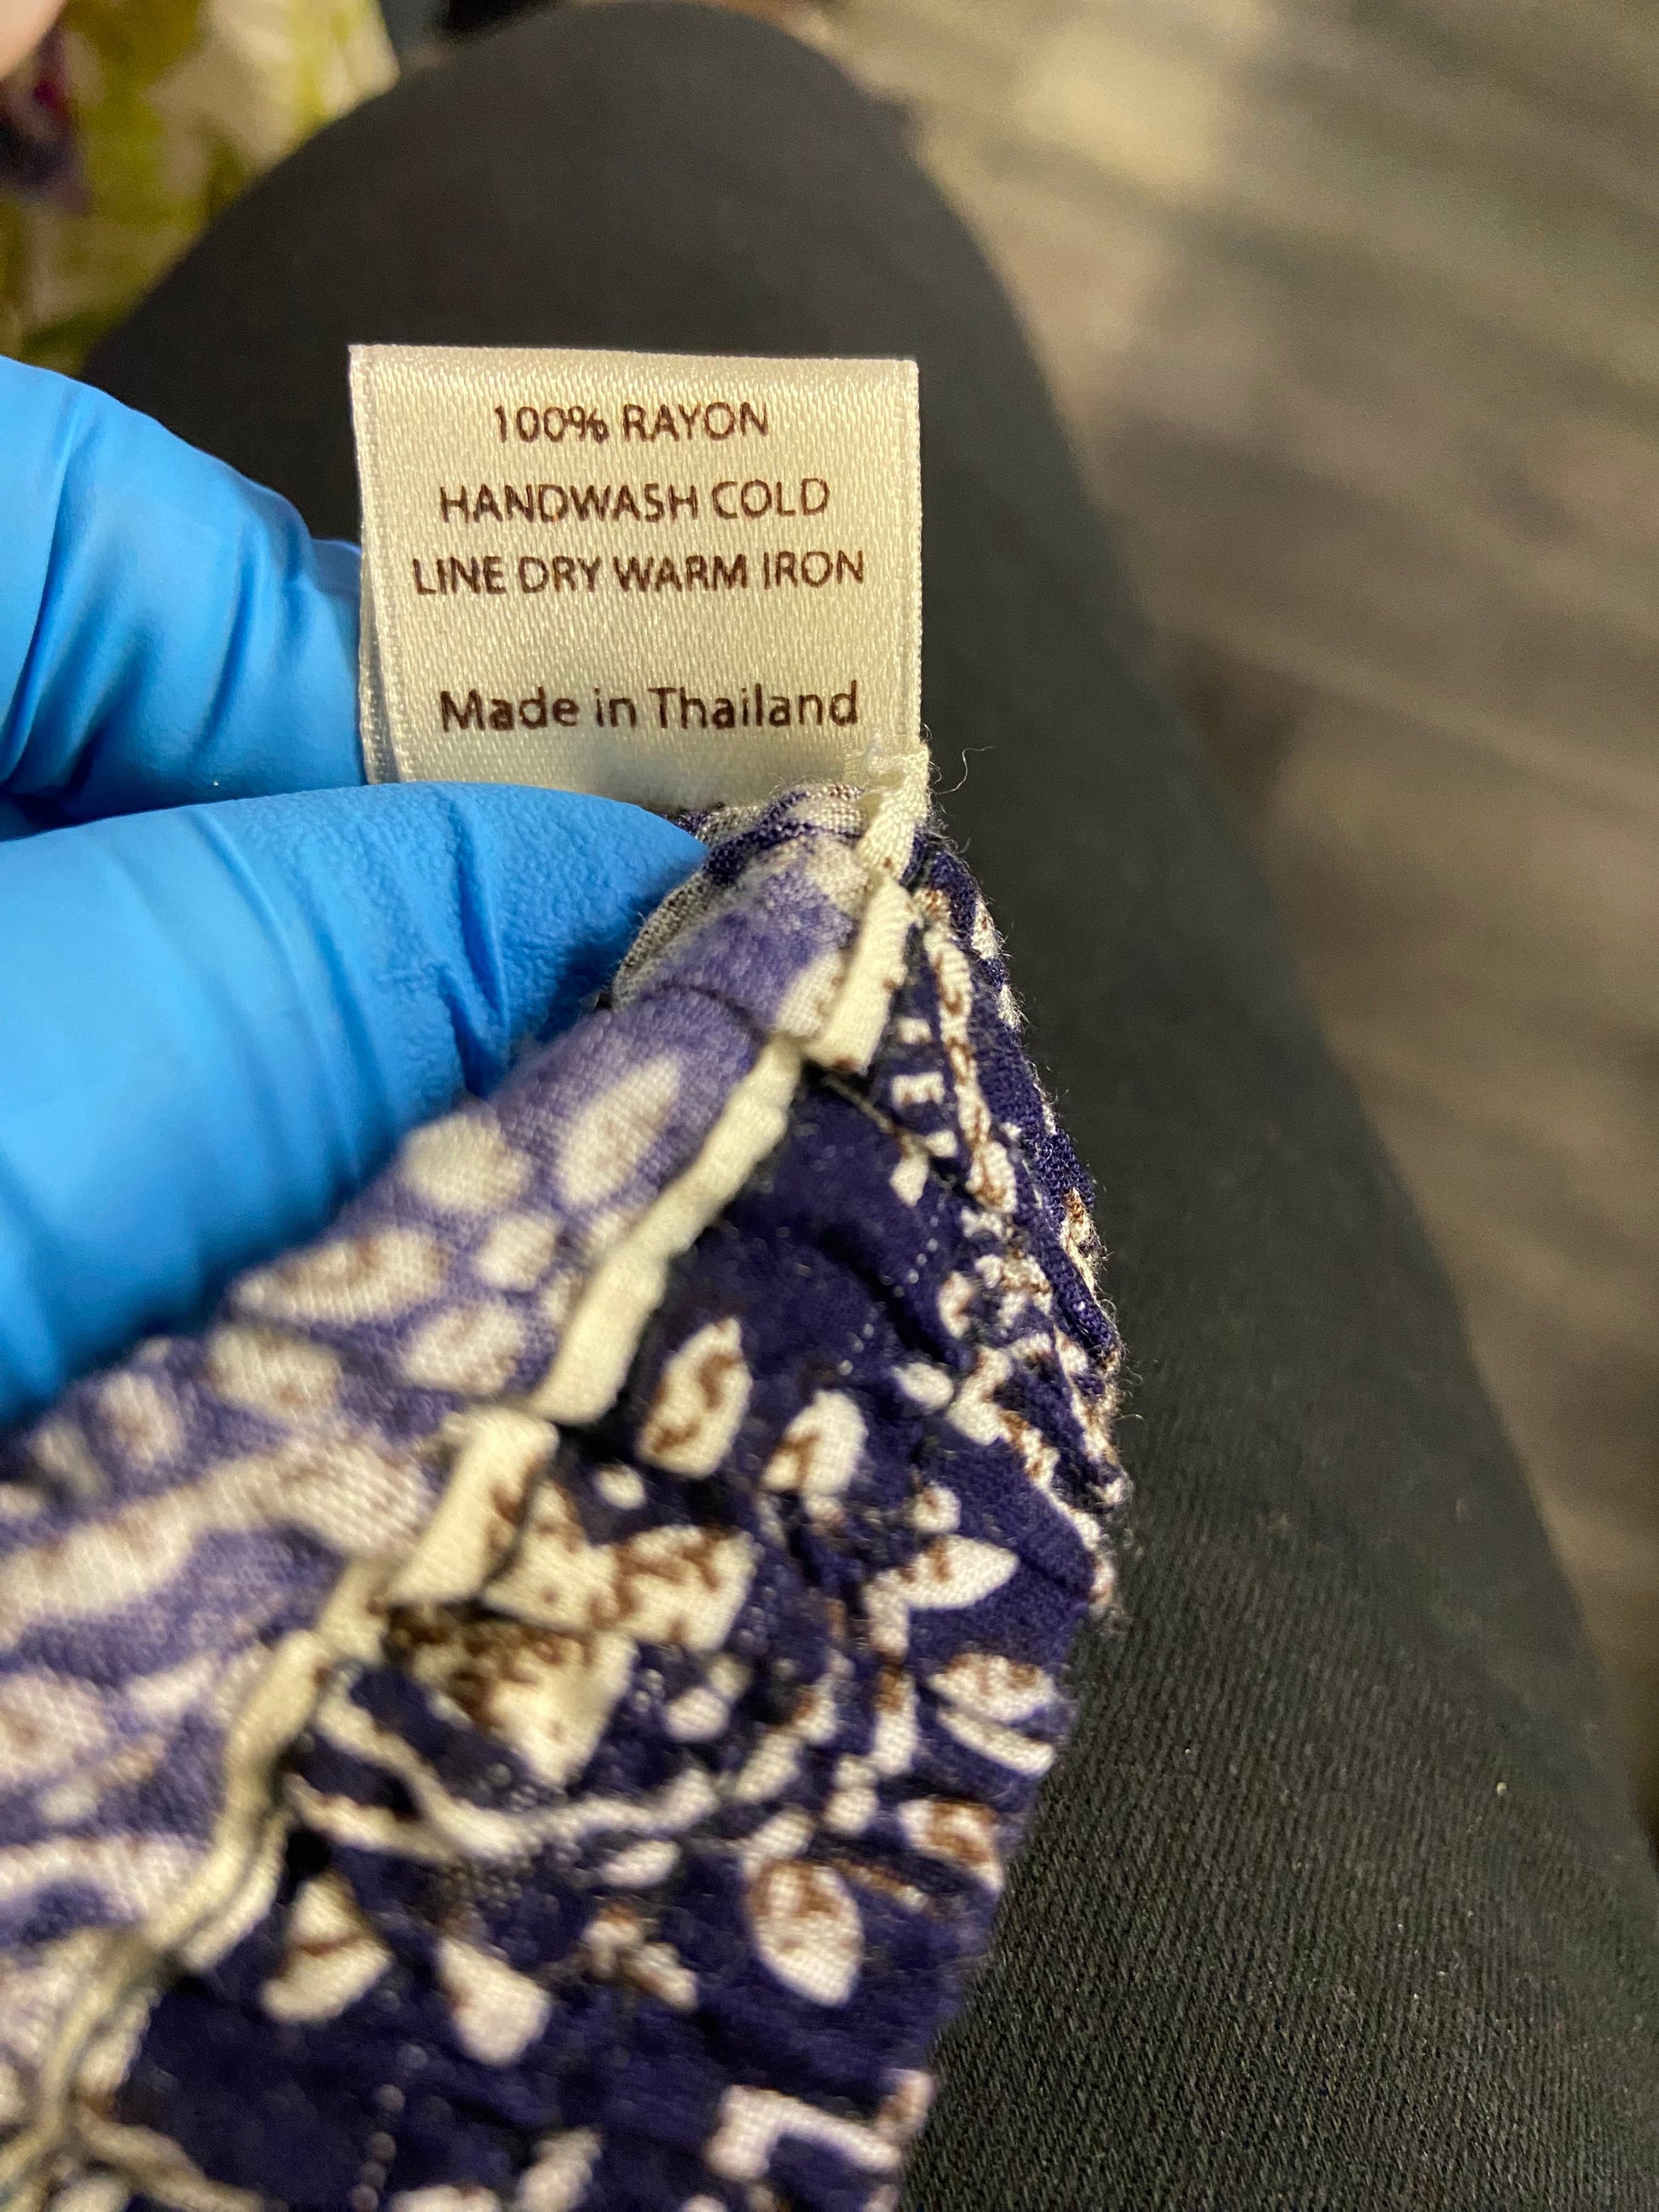 100% RAYON
HANDWASH COLD
LINE DRY WARM IRON
Made in Thailand